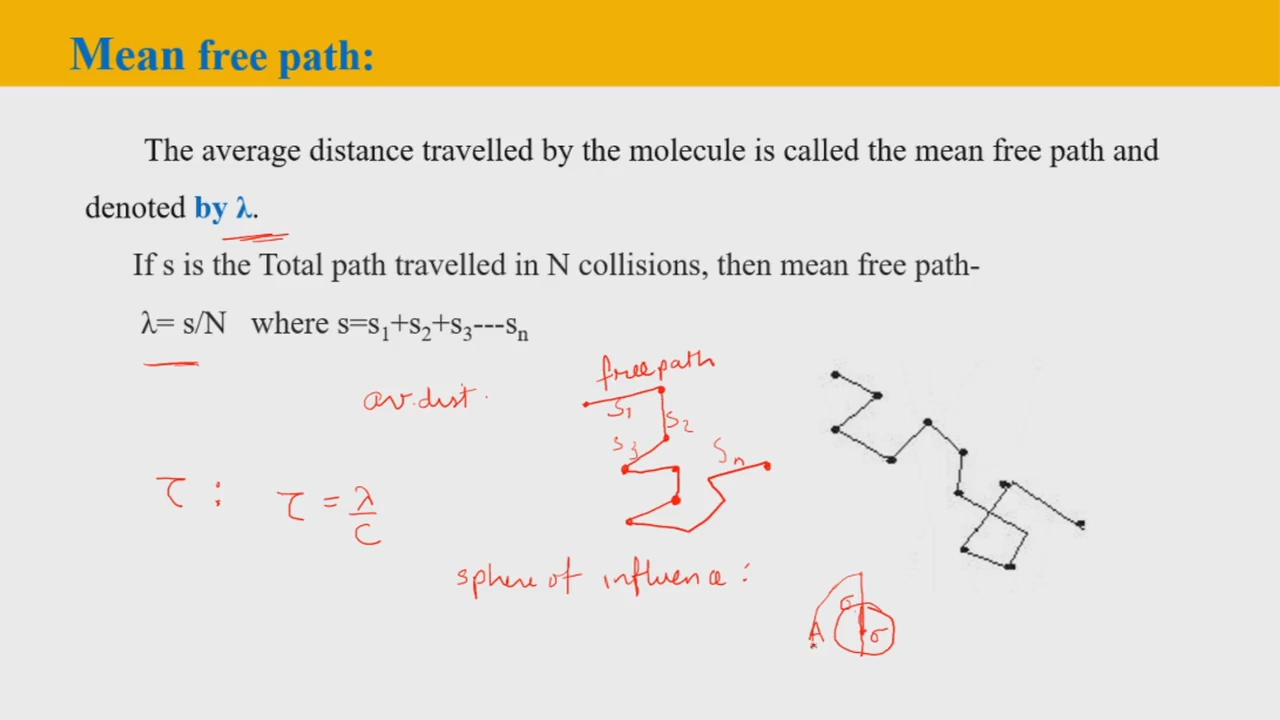 Mean free path:
The average distance travelled by the molecule is called the mean free path and
denoted by λ.
If s is the Total path travelled in N collisions, then mean free path-
λ= s/N where s=s₁+s₂+s₃---sₙ
free path
av. dist.
S₁
S₂
S₃
Sₙ
τ : τ = λ/C
sphere of influence :
σ
A
σ